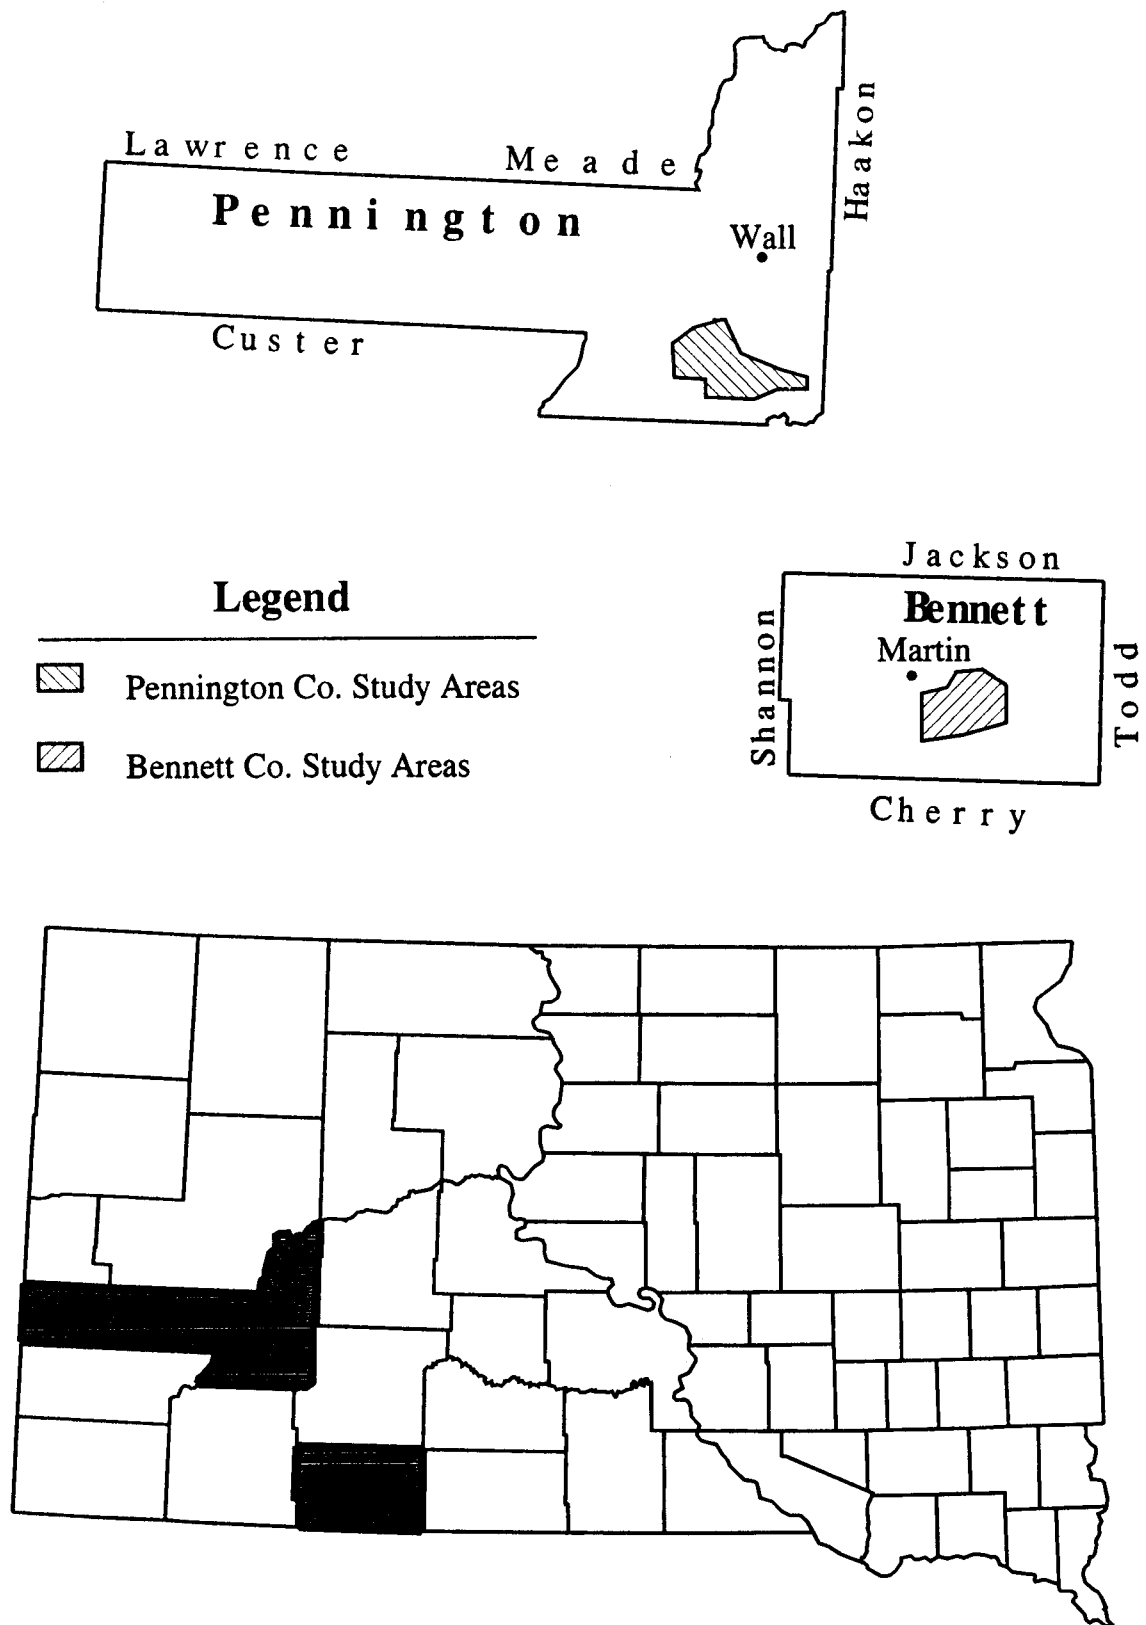 Lawrence
Meade
Haakon
Pennington
Wall
Custer
Jackson
Legend
Bennett
Shannon
Martin
Todd
Pennington Co. Study Areas
Bennett Co. Study Areas
Cherry